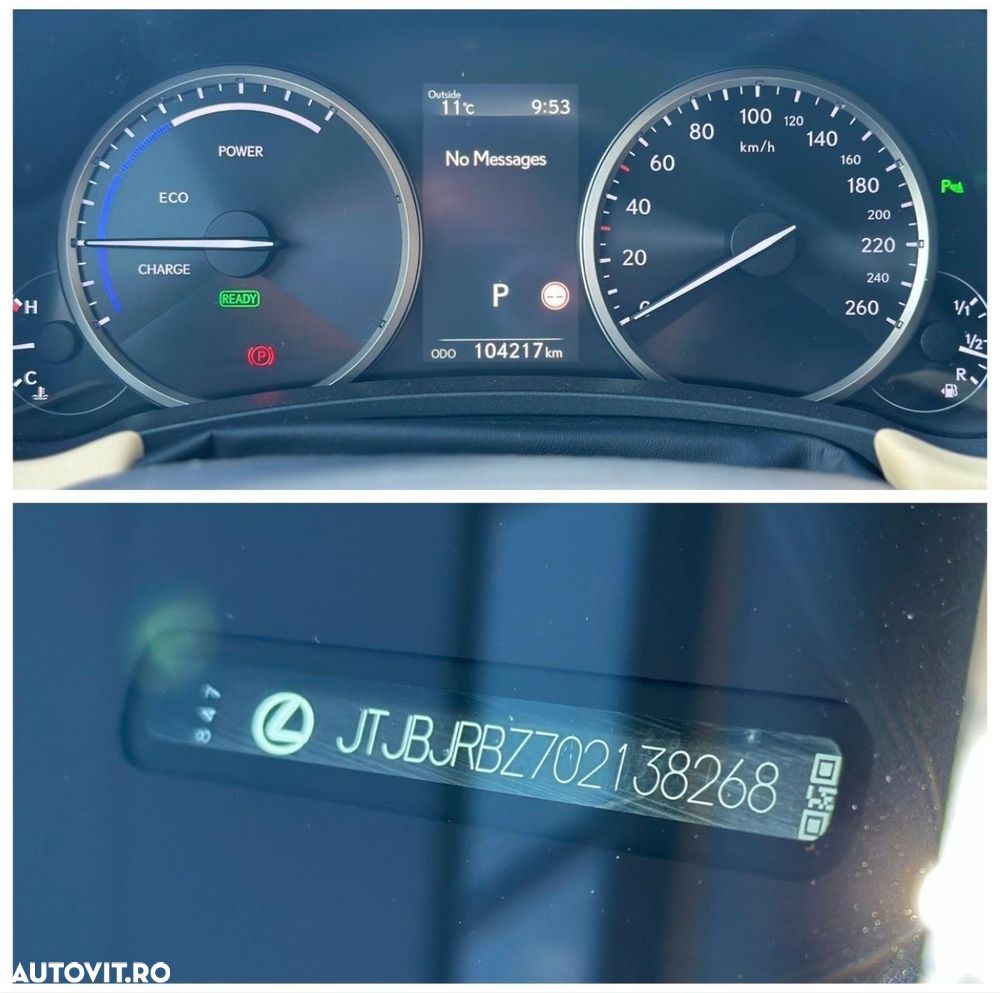 Outside
11°C 9:53
No Messages
P
ODO 104217 km
POWER
ECO
CHARGE
READY
P
H
C
0
20
40
60
80
100
120
140
160
180
200
220
240
260
km/h
P
1/1
1/2
R
847
JTJBJRBZ702138268
AUTOVIT.RO